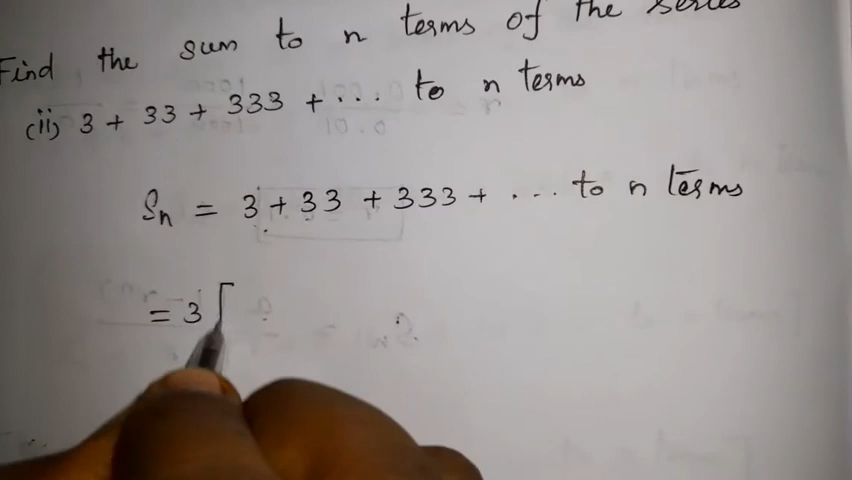 Find the sum to n terms of the series
(ii) 3 + 33 + 333 + ... to n terms
Sn = 3 + 33 + 333 + ... to n terms
= 3 [